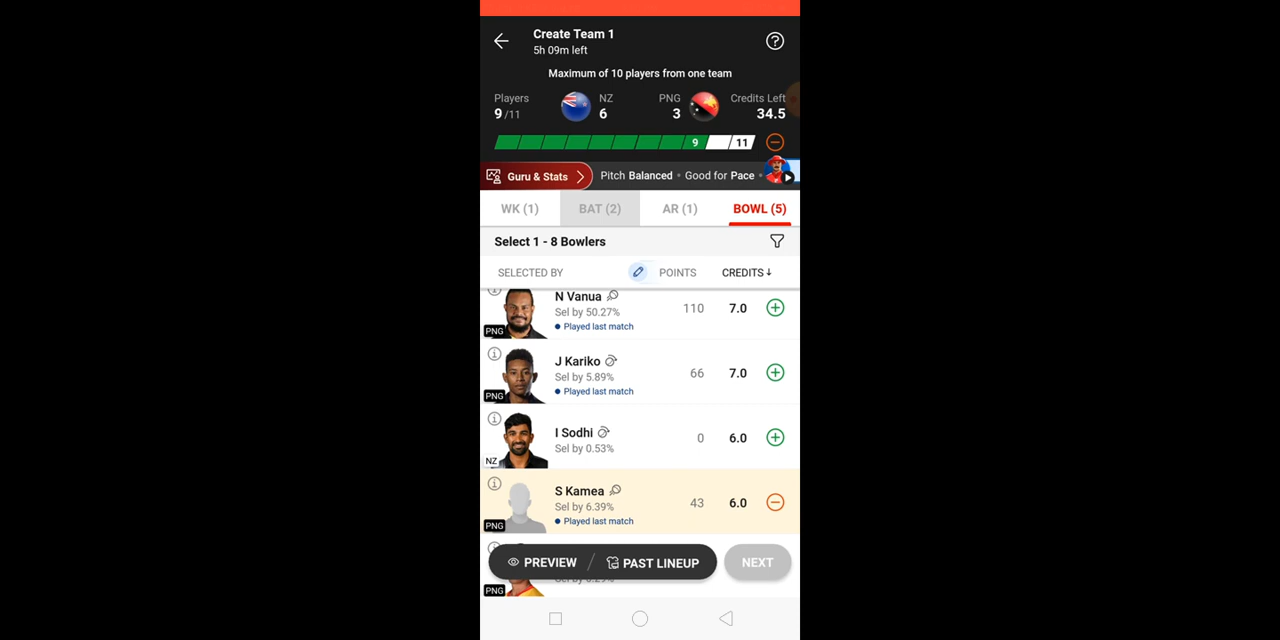 Create Team 1
5h 09m left
Maximum of 10 players from one team
Players NZ PNG Credits Left
9/11 6 3 34.5
9 11
Guru & Stats Pitch Balanced • Good for Pace •
WK (1) BAT (2) AR (1) BOWL (5)
Select 1 - 8 Bowlers
SELECTED BY POINTS CREDITS↓
N Vanua
Sel by 50.27% 110 7.0
PNG • Played last match
J Kariko
Sel by 5.89% 66 7.0
PNG • Played last match
I Sodhi 0 6.0
Sel by 0.53%
NZ
S Kamea
Sel by 6.39% 43 6.0
PNG • Played last match
PREVIEW / PAST LINEUP NEXT
PNG